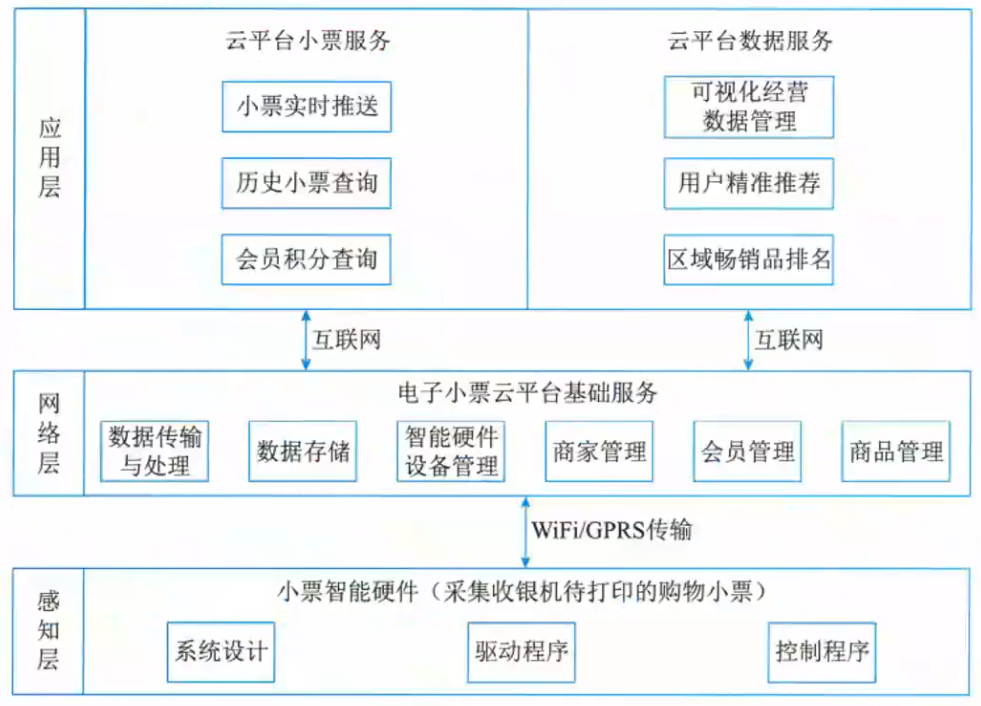 应用层
云平台小票服务
小票实时推送
历史小票查询
会员积分查询
云平台数据服务
可视化经营
数据管理
用户精准推荐
区域畅销品排名
互联网
互联网
网络层
电子小票云平台基础服务
数据传输
与处理
数据存储
智能硬件
设备管理
商家管理
会员管理
商品管理
WiFi/GPRS传输
感知层
小票智能硬件（采集收银机待打印的购物小票）
系统设计
驱动程序
控制程序